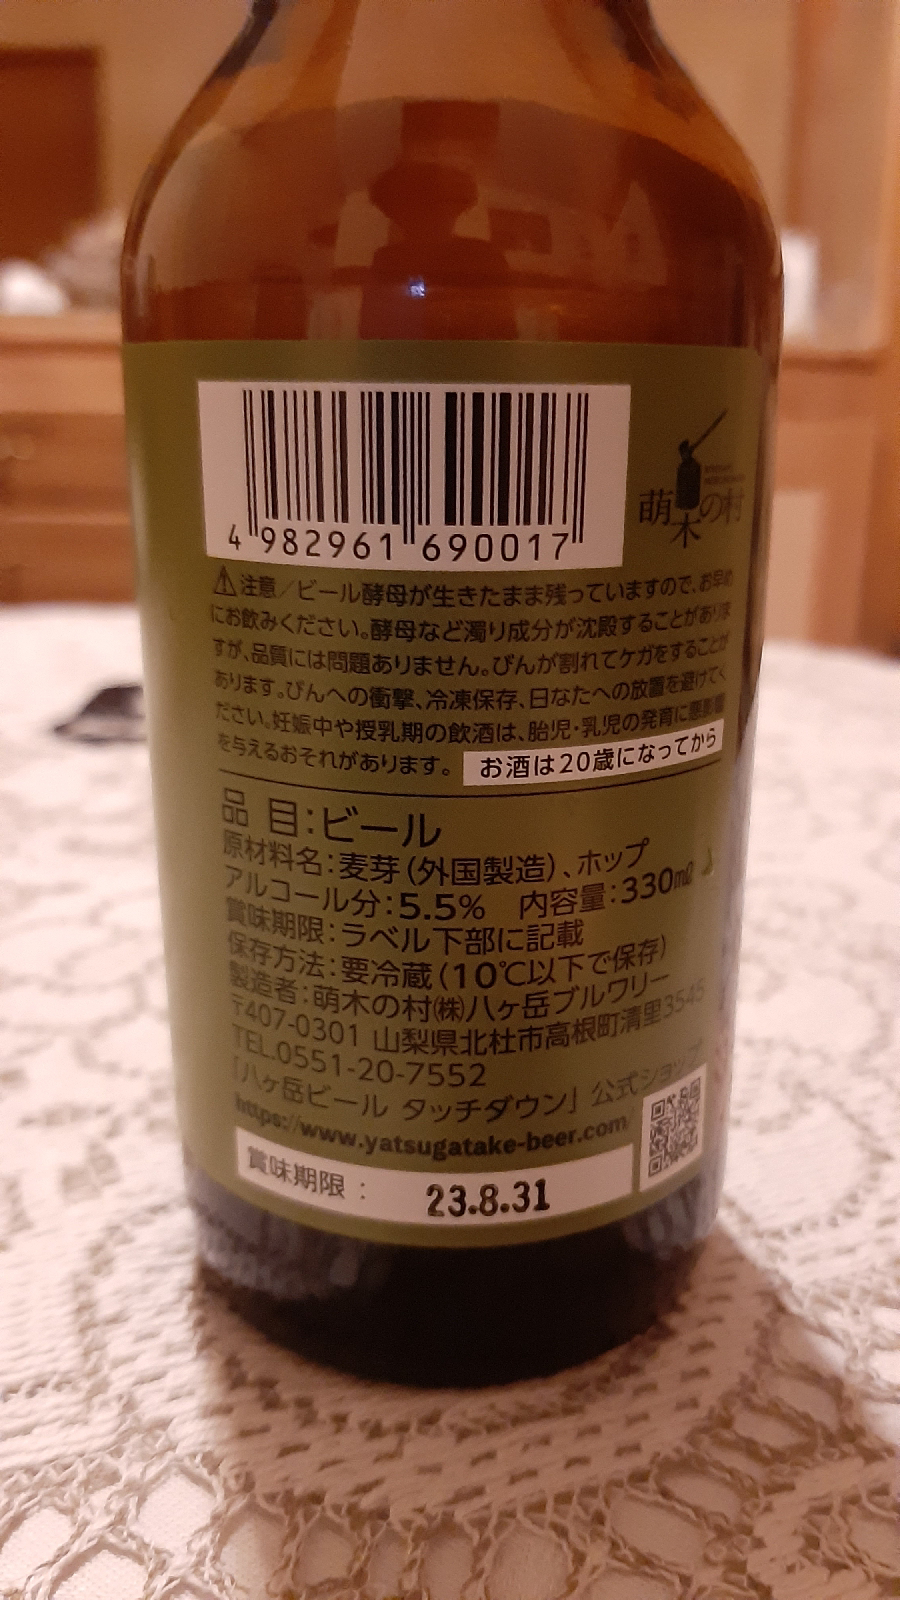 4 982961 690017
萌木の村
注意／ビール酵母が生きたまま残っていますので、お早め
にお飲みください。酵母など濁り成分が沈殿することがありま
すが、品質には問題ありません。びんが割れてケガをすることが
あります。びんへの衝撃、冷凍保存、日なたへの放置を避けてく
ださい。妊娠中や授乳期の飲酒は、胎児・乳児の発育に悪影響
を与えるおそれがあります。 お酒は20歳になってから
品 目：ビール
原材料名：麦芽（外国製造）、ホップ
アルコール分：5.5% 内容量：330mℓ
賞味期限：ラベル下部に記載
保存方法：要冷蔵（10℃以下で保存）
製造者：萌木の村㈱八ヶ岳ブルワリー
〒407-0301 山梨県北杜市高根町清里3545
TEL.0551-20-7552
「八ヶ岳ビール タッチダウン」公式ショップ
https://www.yatsugatake-beer.com
賞味期限： 23.8.31